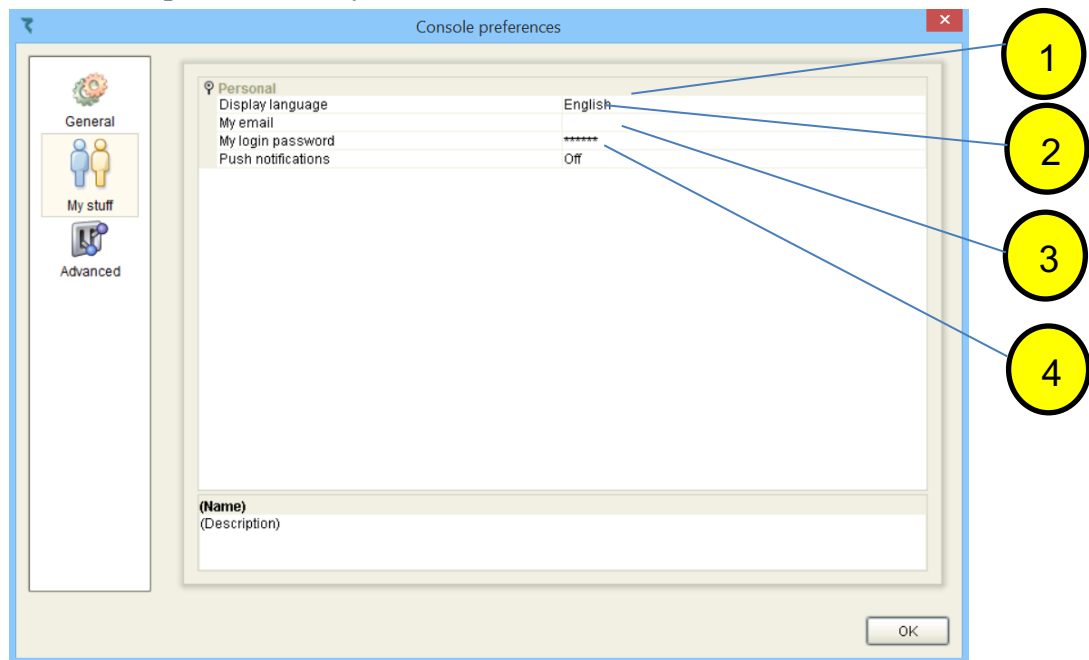 Console preferences
1
General
Personal
Display language English
My email
2
My login password ******
Push notifications Off
My stuff
3
Advanced
4
(Name)
(Description)
OK